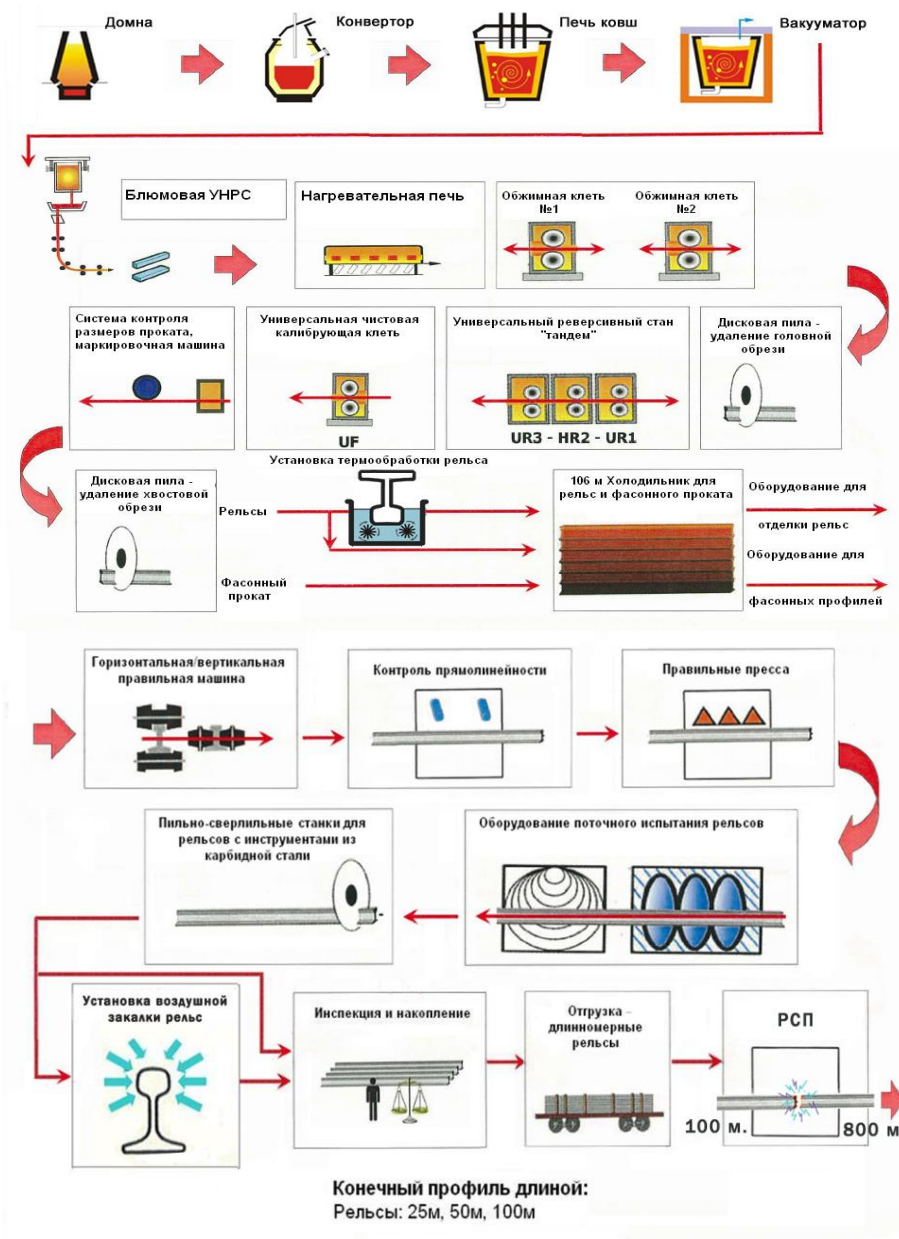 Домна
Конвертор
Печь ковш
Вакууматор
Блюмовая УНРС
Нагревательная печь
Обжимная клеть
№1
Обжимная клеть
№2
Система контроля
размеров проката,
маркировочная машина
Универсальная чистовая
калибрующая клеть
UF
Универсальный реверсивный стан
"тандем"
UR3 - HR2 - UR1
Дисковая пила -
удаление головной
обрези
Дисковая пила -
удаление хвостовой
обрези
Установка термообработки рельса
Рельсы
Фасонный
прокат
106 м Холодильник для
рельс и фасонного проката
Оборудование для
отделки рельс
Оборудование для
фасонных профилей
Горизонтальная/вертикальная
правильная машина
Контроль прямолинейности
Правильные пресса
Пильно-сверлильные станки для
рельсов с инструментами из
карбидной стали
Оборудование поточного испытания рельсов
Установка воздушной
закалки рельс
Инспекция и накопление
Отгрузка –
длинномерные
рельсы
РСП
100 м.
800 м
Конечный профиль длиной:
Рельсы: 25м, 50м, 100м